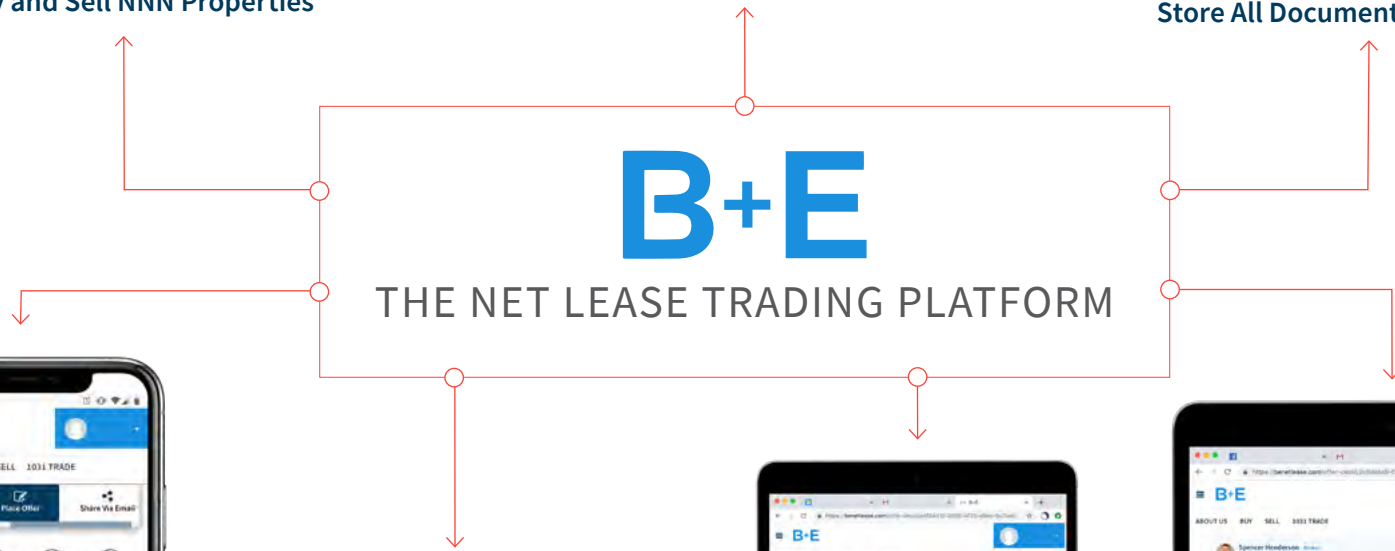 and Sell NNN Properties
Store All Document
B+E
THE NET LEASE TRADING PLATFORM
SELL 1031 TRADE
Place Offer
Share Via Email
B+E
B+E
ABOUT US BUY SELL 1031 TRADE
Spencer Henderson